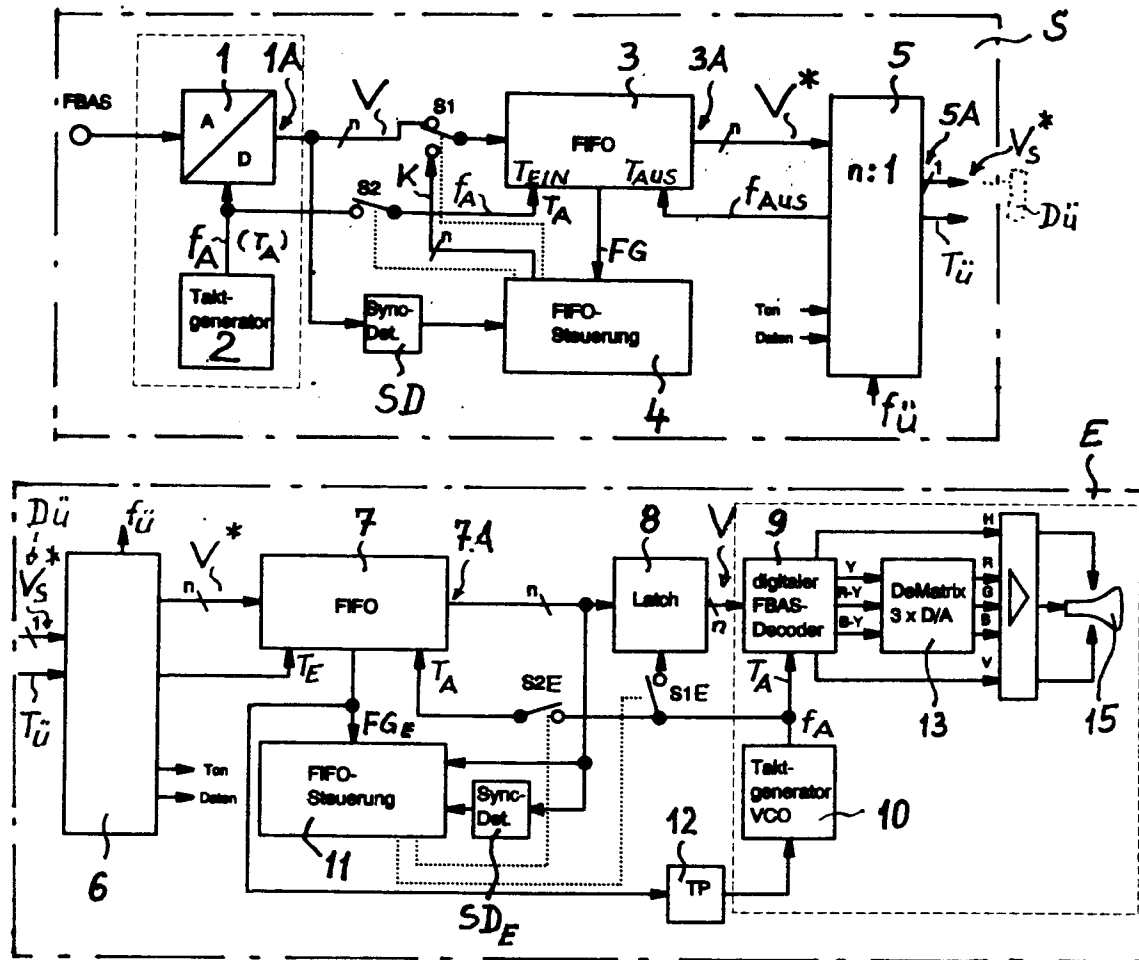 S
FBAS
1
1A
A
D
V
n
S1
3
FIFO
TEIN
TA
TAUS
3A
n
V*
5
n:1
5A
1
VS*
Dü
Tü
K
S2
fA
fAus
fA
(TA)
n
FG
Takt-
generator
2
Sync-
Det.
SD
FIFO-
Steuerung
4
Ton
Daten
fü
E
Dü
fü
VS*
1
Tü
n
V*
7
FIFO
7A
n
8
Latch
V
n
9
digitaler
FBAS-
Decoder
Y
R-Y
B-Y
DeMatrix
3 x D/A
13
H
R
G
B
V
15
TE
TA
S2E
S1E
TA
fA
FGE
FIFO-
Steuerung
11
Sync-
Det.
SDE
Ton
Daten
6
12
TP
Takt-
generator
VCO
10